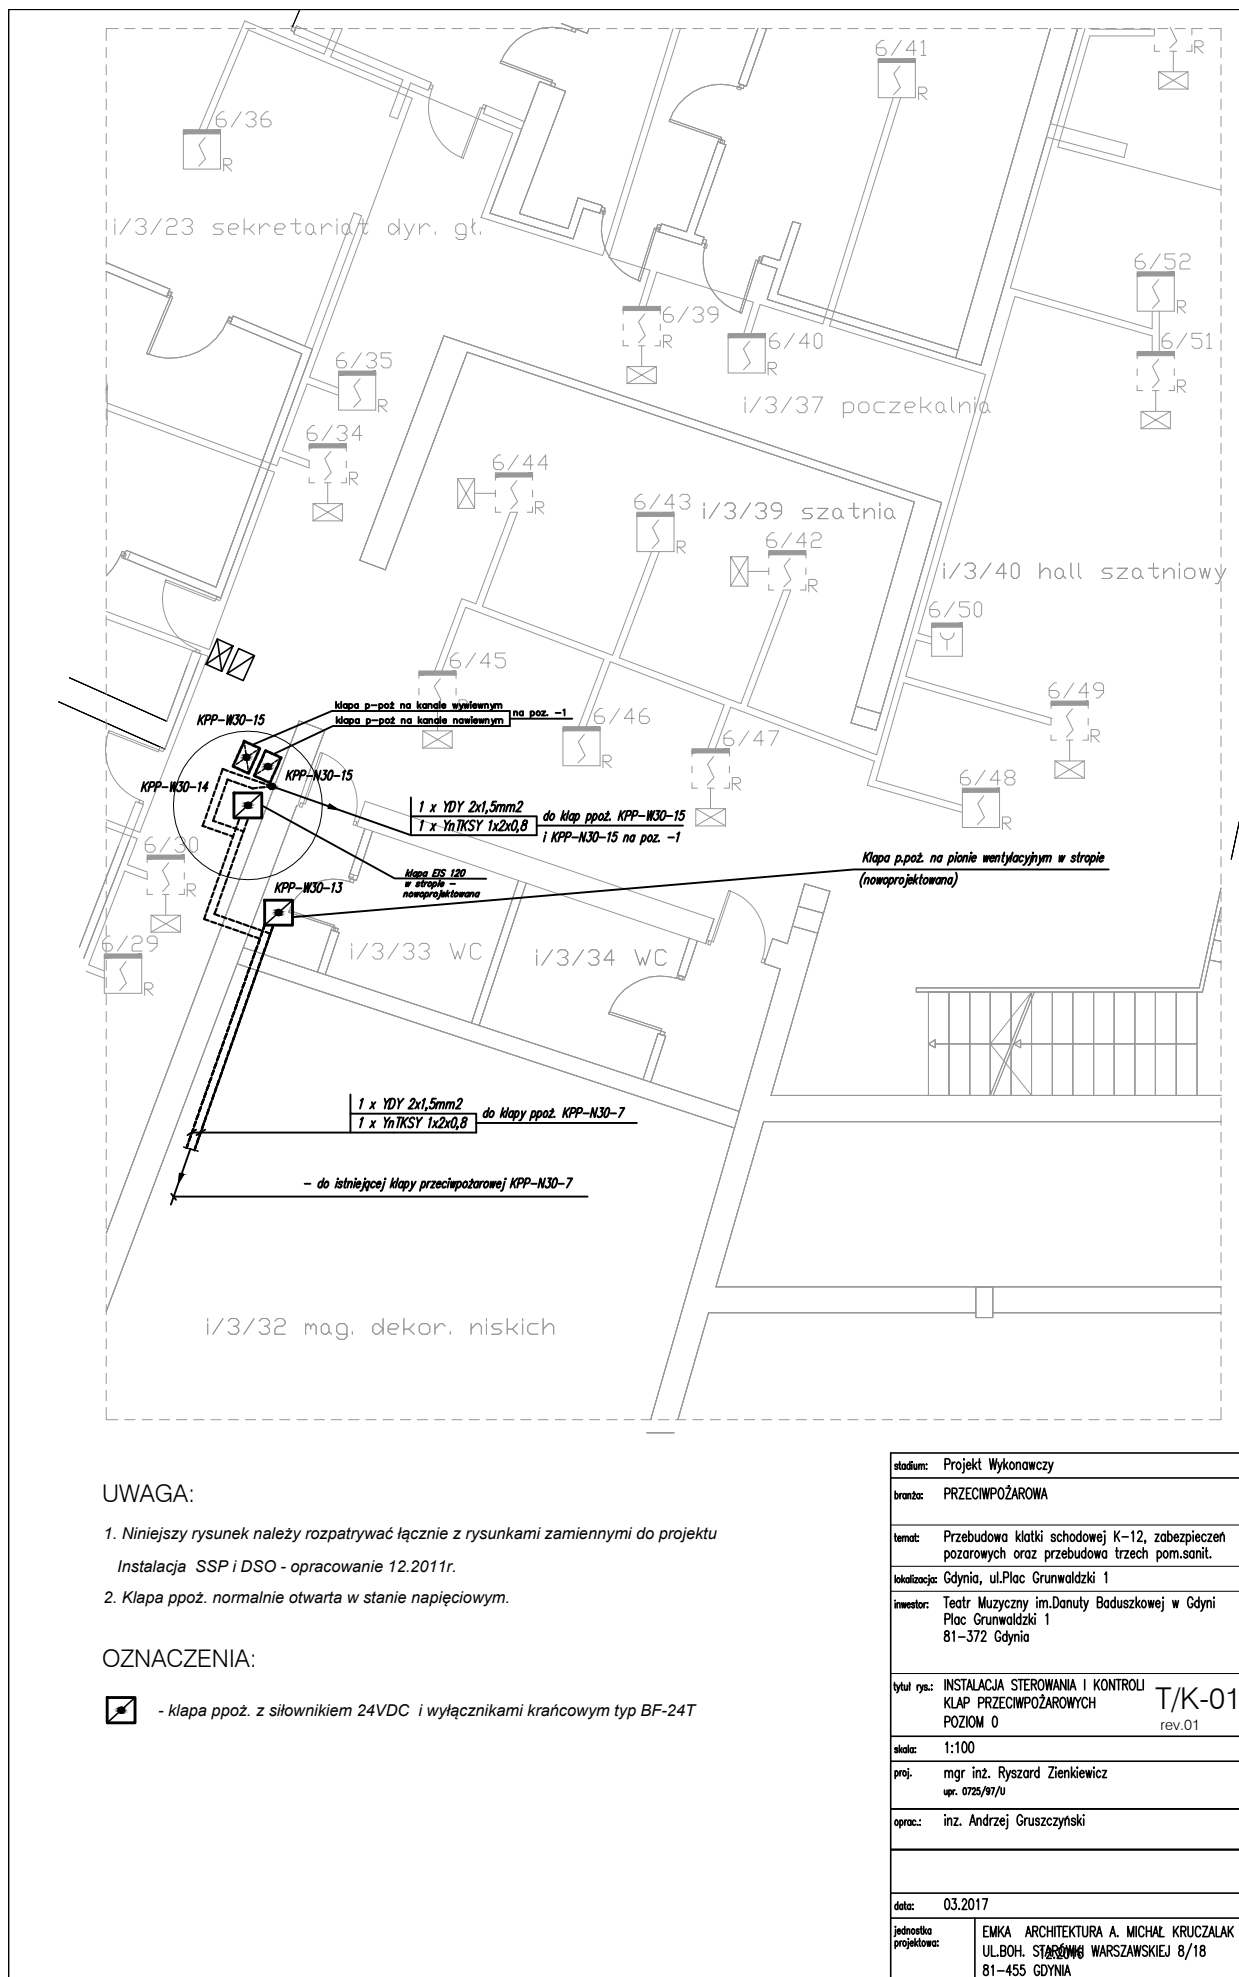 6/41
R
R
6/36
R
i/3/23 sekretariat dyr. gł.
6/52
R
6/39
R
6/40
R
6/51
R
6/35
R
i/3/37 poczekalnia
6/34
R
6/44
R
6/43
R
i/3/39 szatnia
6/42
R
i/3/40 hall szatniowy
6/50
6/45
R
6/49
R
klapa p-poż na kanale wywiewnym
klapa p-poż na kanale nawiewnym
na poz. -1
KPP-W30-15
6/46
R
6/47
R
KPP-N30-15
KPP-W30-14
6/48
R
1 x YDY 2x1,5mm2
1 x YnTKSY 1x2x0,8
do klap ppoż. KPP-W30-15
i KPP-N30-15 na poz. -1
6/30
R
klapa EIS 120
w stropie -
nowoprojektowana
Klapa p.poż. na pionie wentylacyjnym w stropie
(nowoprojektowana)
KPP-W30-13
6/29
R
i/3/33 WC
i/3/34 WC
1 x YDY 2x1,5mm2
1 x YnTKSY 1x2x0,8
do klapy ppoż. KPP-N30-7
- do istniejącej klapy przeciwpożarowej KPP-N30-7
i/3/32 mag. dekor. niskich
UWAGA:
1. Niniejszy rysunek należy rozpatrywać łącznie z rysunkami zamiennymi do projektu
Instalacja SSP i DSO - opracowanie 12.2011r.
2. Klapa ppoż. normalnie otwarta w stanie napięciowym.
OZNACZENIA:
- klapa ppoż. z siłownikiem 24VDC i wyłącznikami krańcowym typ BF-24T
stadium: Projekt Wykonawczy
branża: PRZECIWPOŻAROWA
temat: Przebudowa klatki schodowej K-12, zabezpieczeń
pozarowych oraz przebudowa trzech pom.sanit.
lokalizacja: Gdynia, ul.Plac Grunwaldzki 1
inwestor: Teatr Muzyczny im.Danuty Baduszkowej w Gdyni
Plac Grunwaldzki 1
81-372 Gdynia
tytuł rys.: INSTALACJA STEROWANIA I KONTROLI
KLAP PRZECIWPOŻAROWYCH
POZIOM 0
T/K-01
rev.01
skala: 1:100
proj. mgr inż. Ryszard Zienkiewicz
upr. 0725/97/U
oprac.: inz. Andrzej Gruszczyński
data: 03.2017
jednostka
projektowa:
EMKA ARCHITEKTURA A. MICHAŁ KRUCZALAK
UL.BOH. STARÓWKI WARSZAWSKIEJ 8/18
12.2016
81-455 GDYNIA